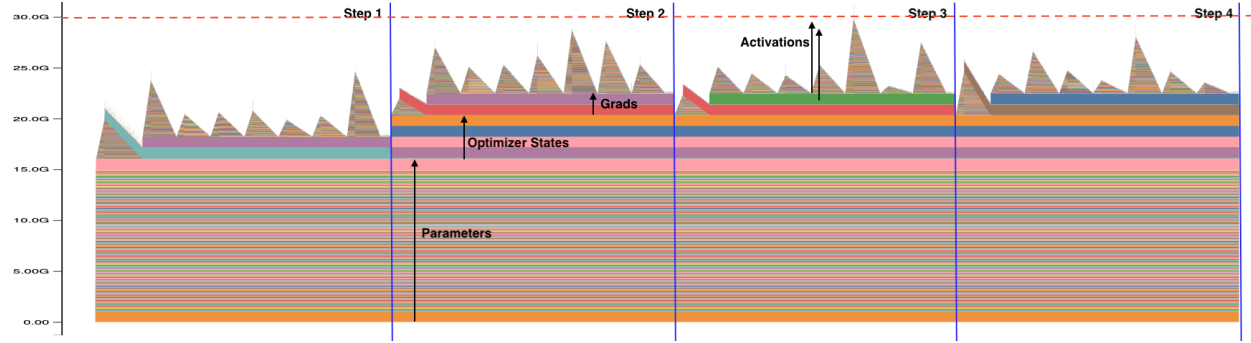 30.0G
Step 1
Step 2
Step 3
Step 4
Activations
25.0G
Grads
20.0G
Optimizer States
15.0G
10.0G
Parameters
5.00G
0.00